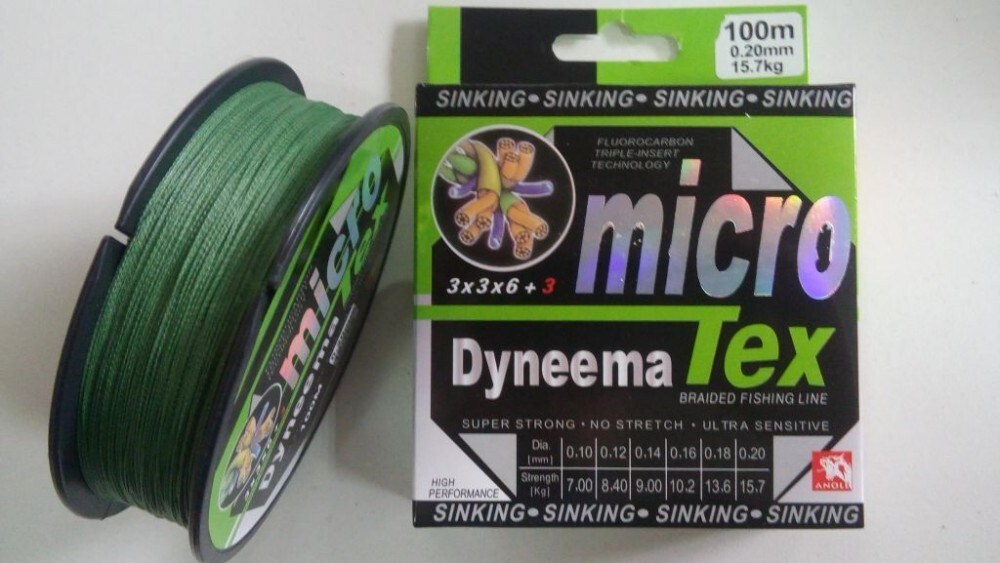 100m
0.20mm
15.7kg
SINKING • SINKING • SINKING • SINKING
FLUOROCARBON
TRIPLE-INSERT
TECHNOLOGY
micro
3x3x6+3
Tex
Dyneema
BRAIDED FISHING LINE
SUPER STRONG • NO STRETCH • ULTRA SENSITIVE
Dia. (mm) 0.10 0.12 0.14 0.16 0.18 0.20
Strength (Kg) 7.00 8.40 9.00 10.2 13.6 15.7
HIGH
PERFORMANCE
SINKING • SINKING • SINKING • SINKING
micro
Tex
Dyneema